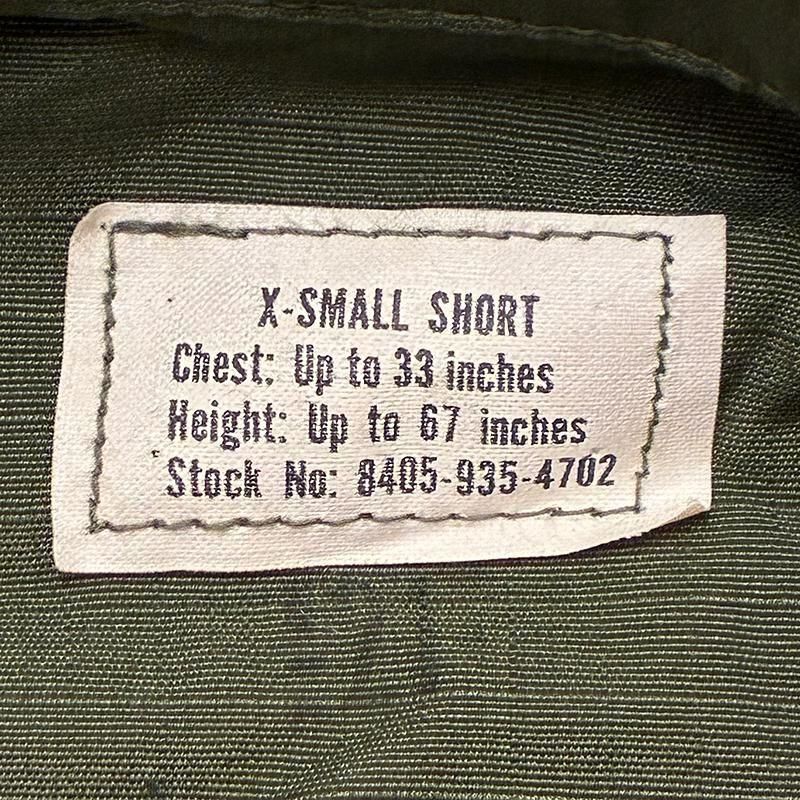 X-SMALL SHORT
Chest: Up to 33 inches
Height: Up to 67 inches
Stock No: 8405-935-4702